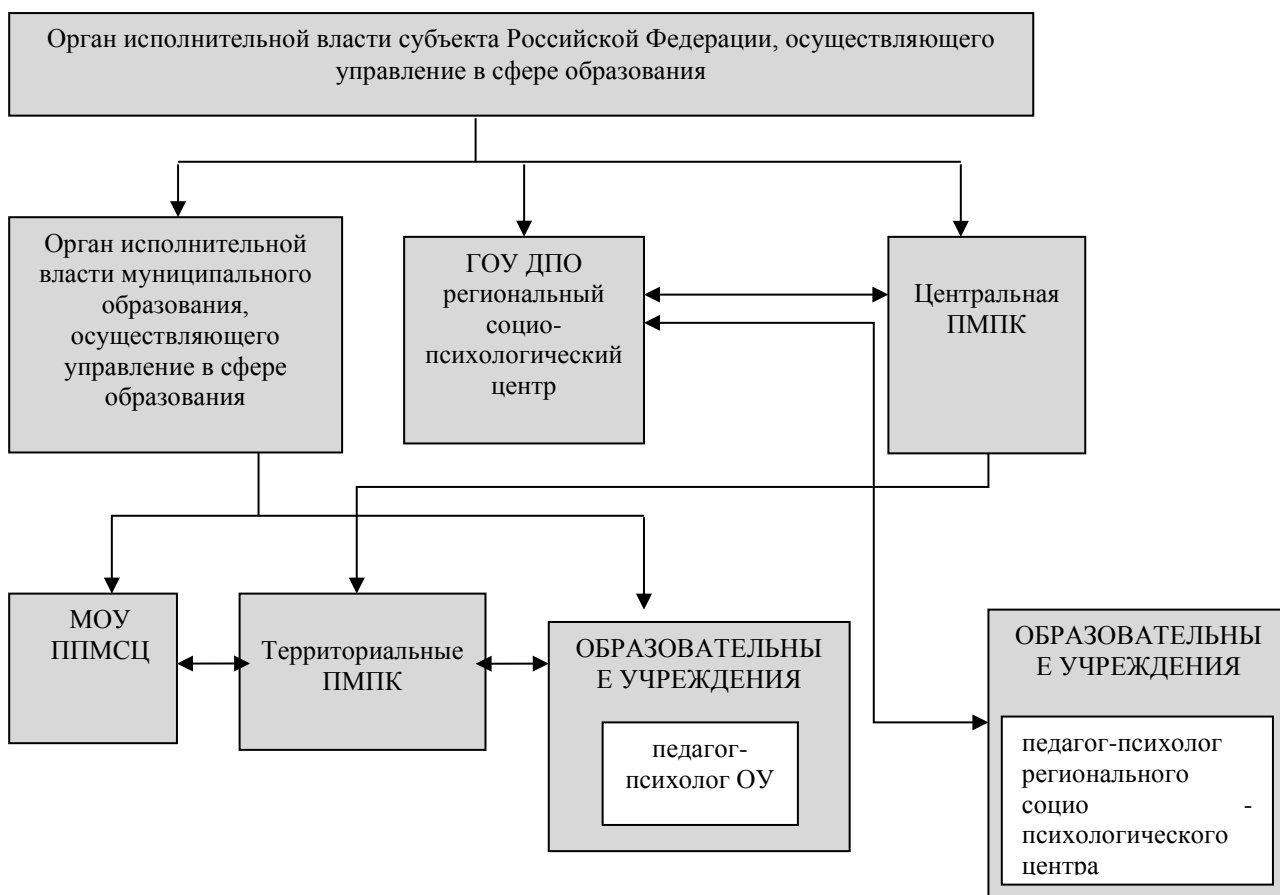 Орган исполнительной власти субъекта Российской Федерации, осуществляющего
управление в сфере образования
Орган исполнительной
власти муниципального
образования,
осуществляющего
управление в сфере
образования
ГОУ ДПО
региональный
социо-
психологический
центр
Центральная
ПМПК
МОУ
ППМСЦ
Территориальные
ПМПК
ОБРАЗОВАТЕЛЬНЫ
Е УЧРЕЖДЕНИЯ
педагог-
психолог ОУ
ОБРАЗОВАТЕЛЬНЫ
Е УЧРЕЖДЕНИЯ
педагог-психолог
регионального
социо -
психологического
центра